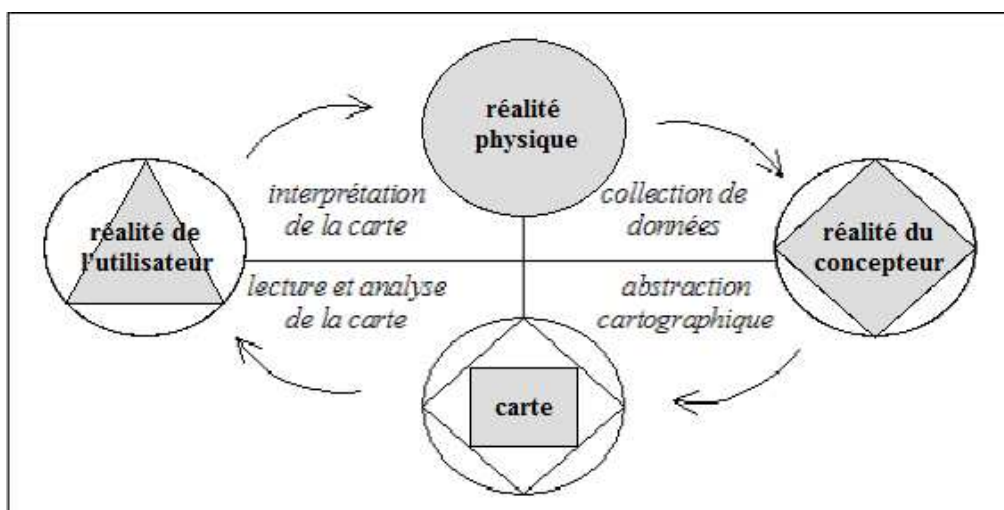 réalité
physique
interprétation
de la carte
collection de
données
réalité de
l'utilisateur
réalité du
concepteur
lecture et analyse
de la carte
abstraction
cartographique
carte